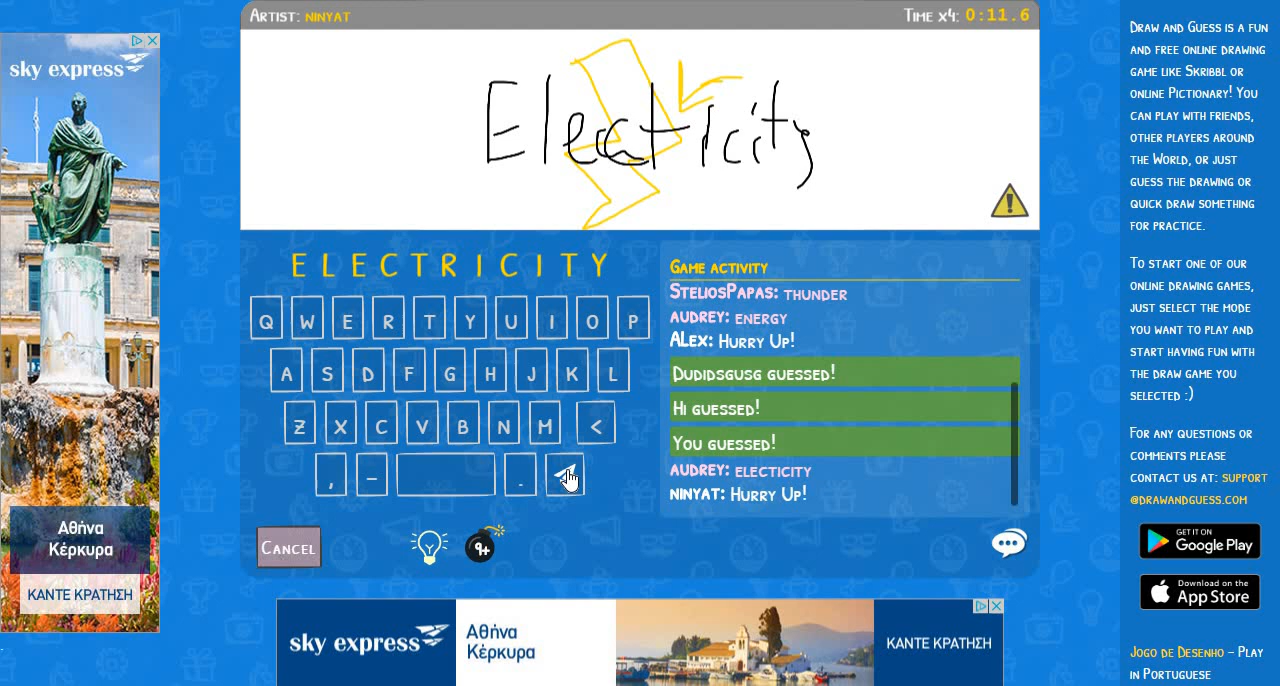 ARTIST: NINYAT
TIME X4: 0:11.6
Electricity
ELECTRICITY
Q W E R T Y U I O P
A S D F G H J K L
Z X C V B N M <
, - .
CANCEL
9+
GAME ACTIVITY
STELIOSPAPAS: THUNDER
AUDREY: ENERGY
ALEX: HURRY UP!
DUDIDSGUSG GUESSED!
HI GUESSED!
YOU GUESSED!
AUDREY: ELECTICITY
NINYAT: HURRY UP!
sky express
Αθήνα
Κέρκυρα
ΚΑΝΤΕ ΚΡΑΤΗΣΗ
sky express
Αθήνα
Κέρκυρα
ΚΑΝΤΕ ΚΡΑΤΗΣΗ
DRAW AND GUESS IS A FUN
AND FREE ONLINE DRAWING
GAME LIKE SKRIBBL OR
ONLINE PICTIONARY! YOU
CAN PLAY WITH FRIENDS,
OTHER PLAYERS AROUND
THE WORLD, OR JUST
GUESS THE DRAWING OR
QUICK DRAW SOMETHING
FOR PRACTICE.
TO START ONE OF OUR
ONLINE DRAWING GAMES,
JUST SELECT THE MODE
YOU WANT TO PLAY AND
START HAVING FUN WITH
THE DRAW GAME YOU
SELECTED :)
FOR ANY QUESTIONS OR
COMMENTS PLEASE
CONTACT US AT: SUPPORT
@DRAWANDGUESS.COM
GET IT ON
Google Play
Download on the
App Store
JOGO DE DESENHO - PLAY
IN PORTUGUESE